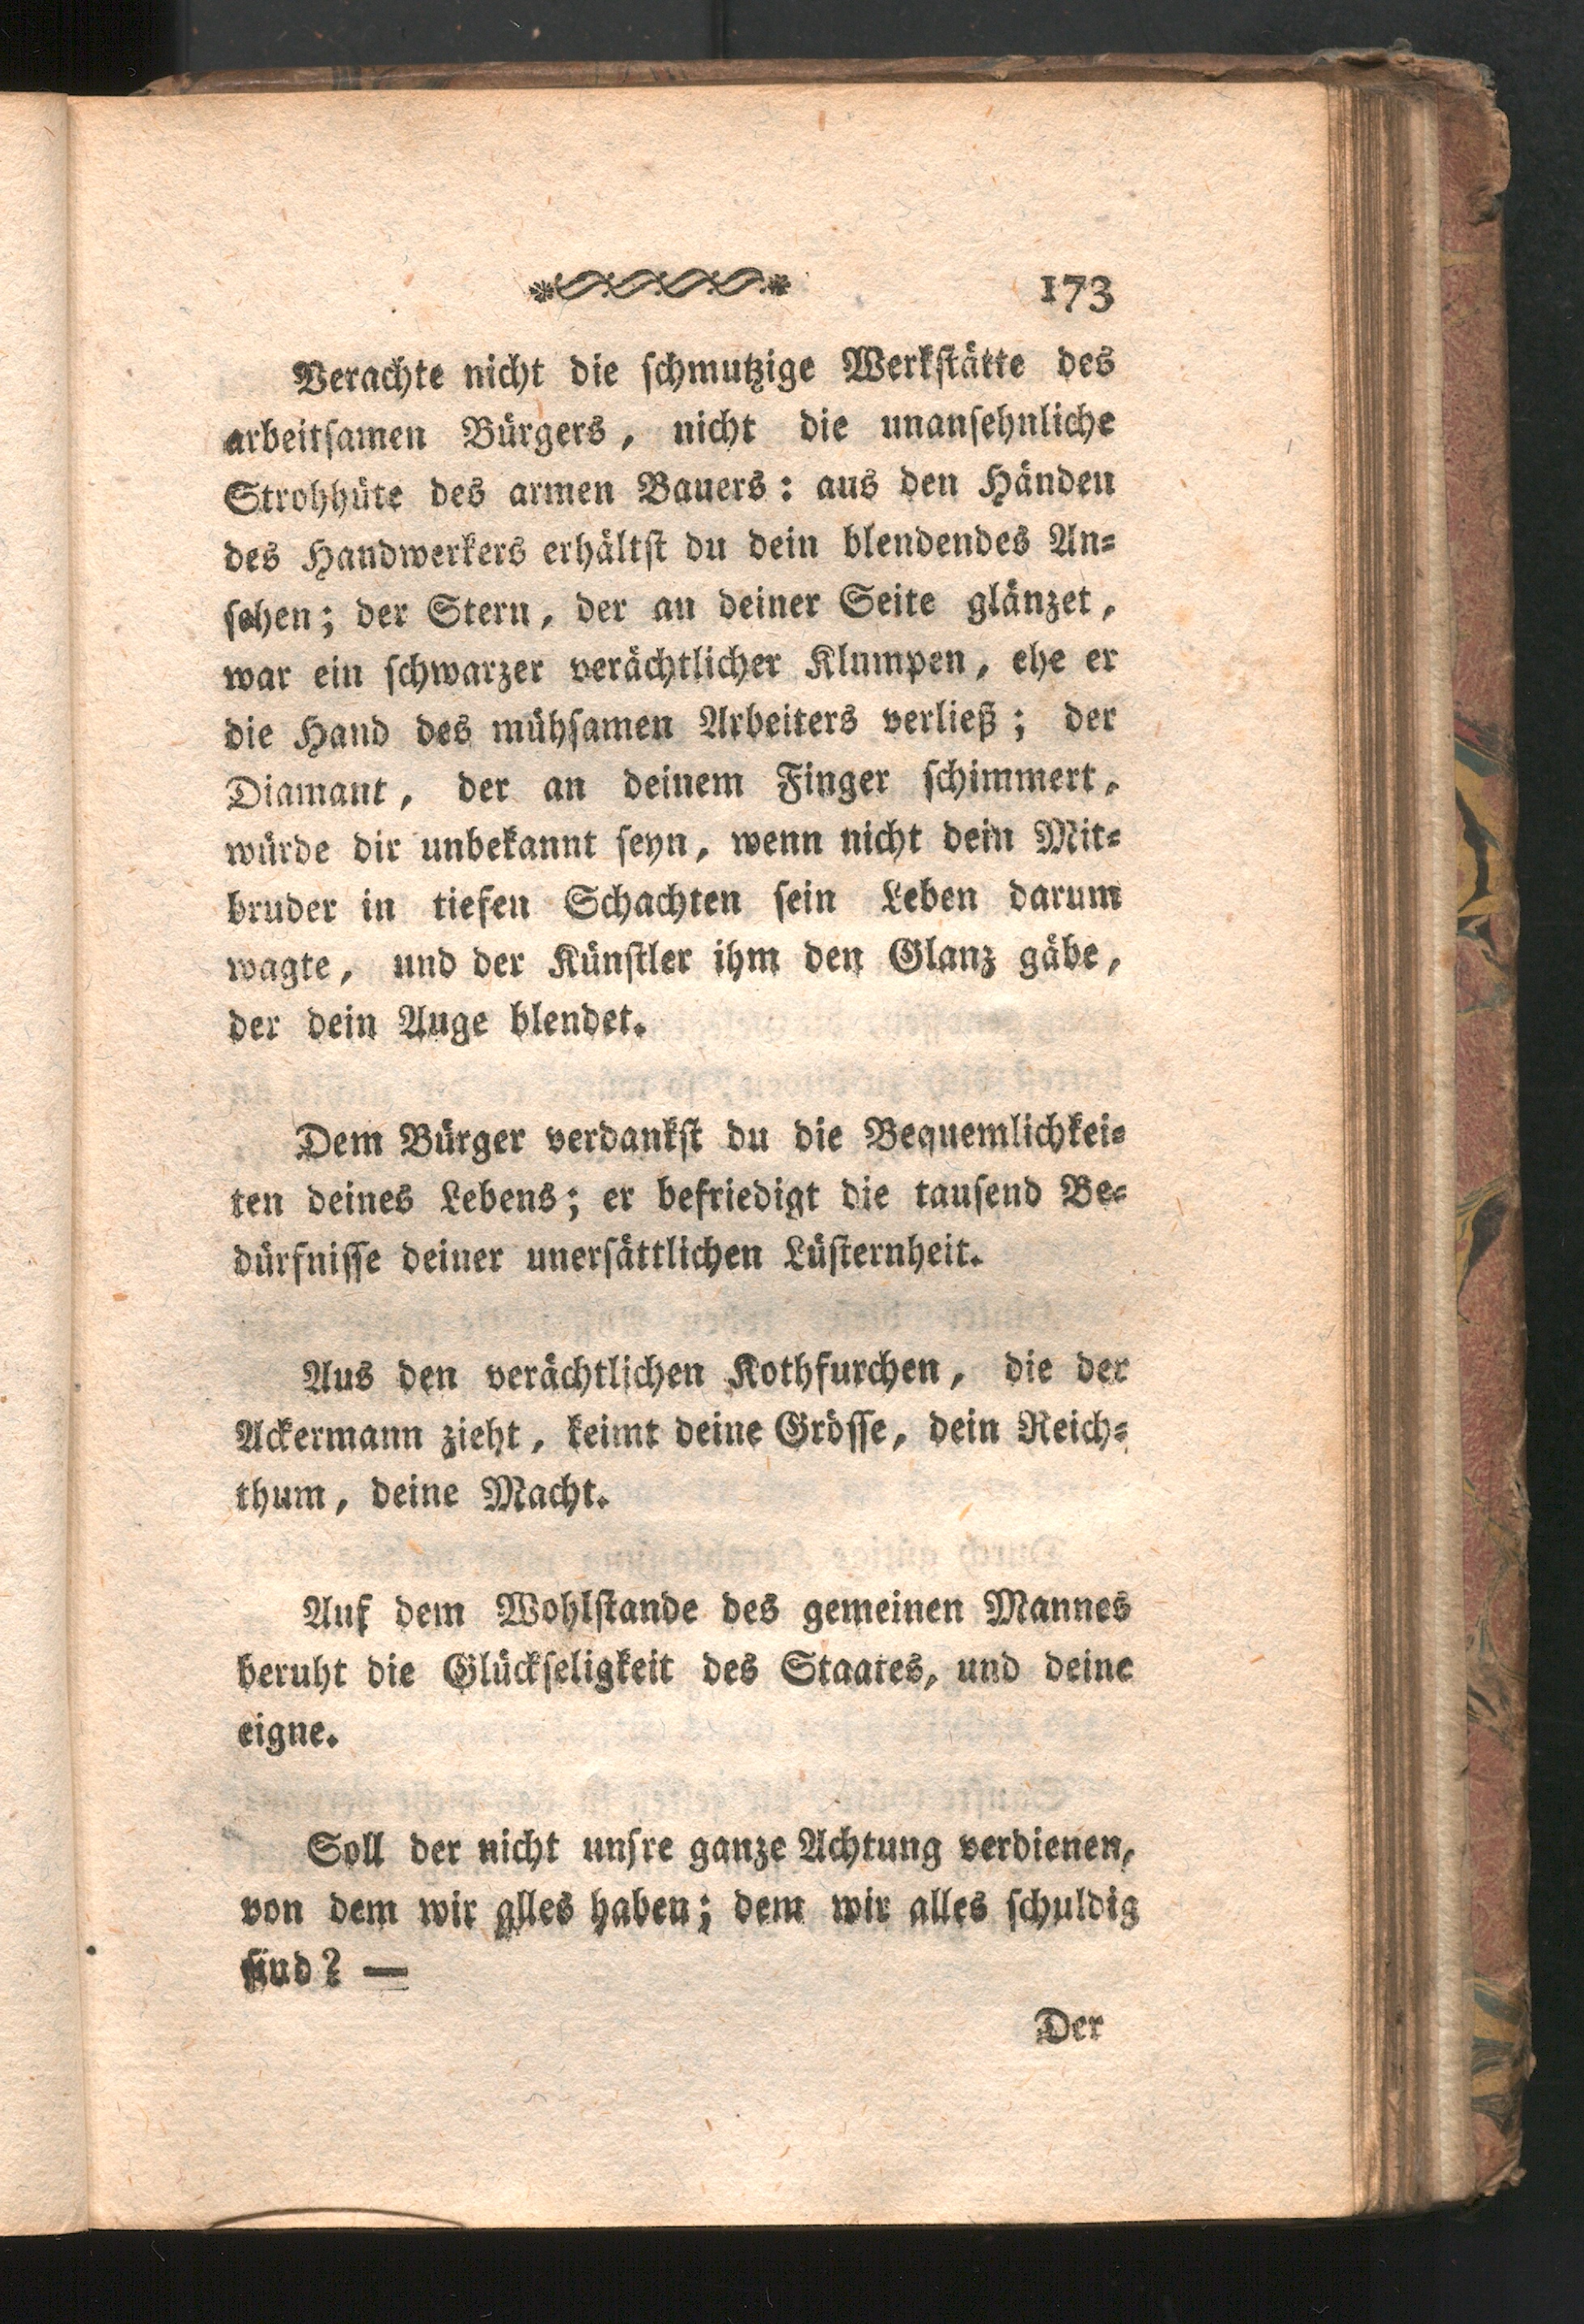 173
Verachte nicht die ſchmutzige Werkſtätte des
arbeitſamen Bürgers, nicht die unanſehnliche
Strohhüte des armen Bauers: aus den Händen
des Handwerkers erhältſt du dein blendendes An⸗
ſehen; der Stern, der an deiner Seite glänzet,
war ein ſchwarzer verächtlicher Klumpen, ehe er
die Hand des mühſamen Arbeiters verließ; der
Diamant, der an deinem Finger ſchimmert,
würde dir unbekannt ſeyn, wenn nicht dein Mit⸗
bruder in tiefen Schachten ſein Leben darum
wagte, und der Künſtler ihm den Glanz gäbe,
der dein Auge blendet.
Dem Bürger verdankſt du die Bequemlichkei⸗
ten deines Lebens; er befriedigt die tauſend Be⸗
dürfniſſe deiner unerſättlichen Lüſternheit.
Aus den verächtlichen Kothfurchen, die der
Ackermann zieht, keimt deine Gröſſe, dein Reich⸗
thum, deine Macht.
Auf dem Wohlſtande des gemeinen Mannes
beruht die Glückſeligkeit des Staates, und deine
eigne.
Soll der nicht unſre ganze Achtung verdienen,
von dem wir alles haben; dem wir alles ſchuldig
ſind? —
Der